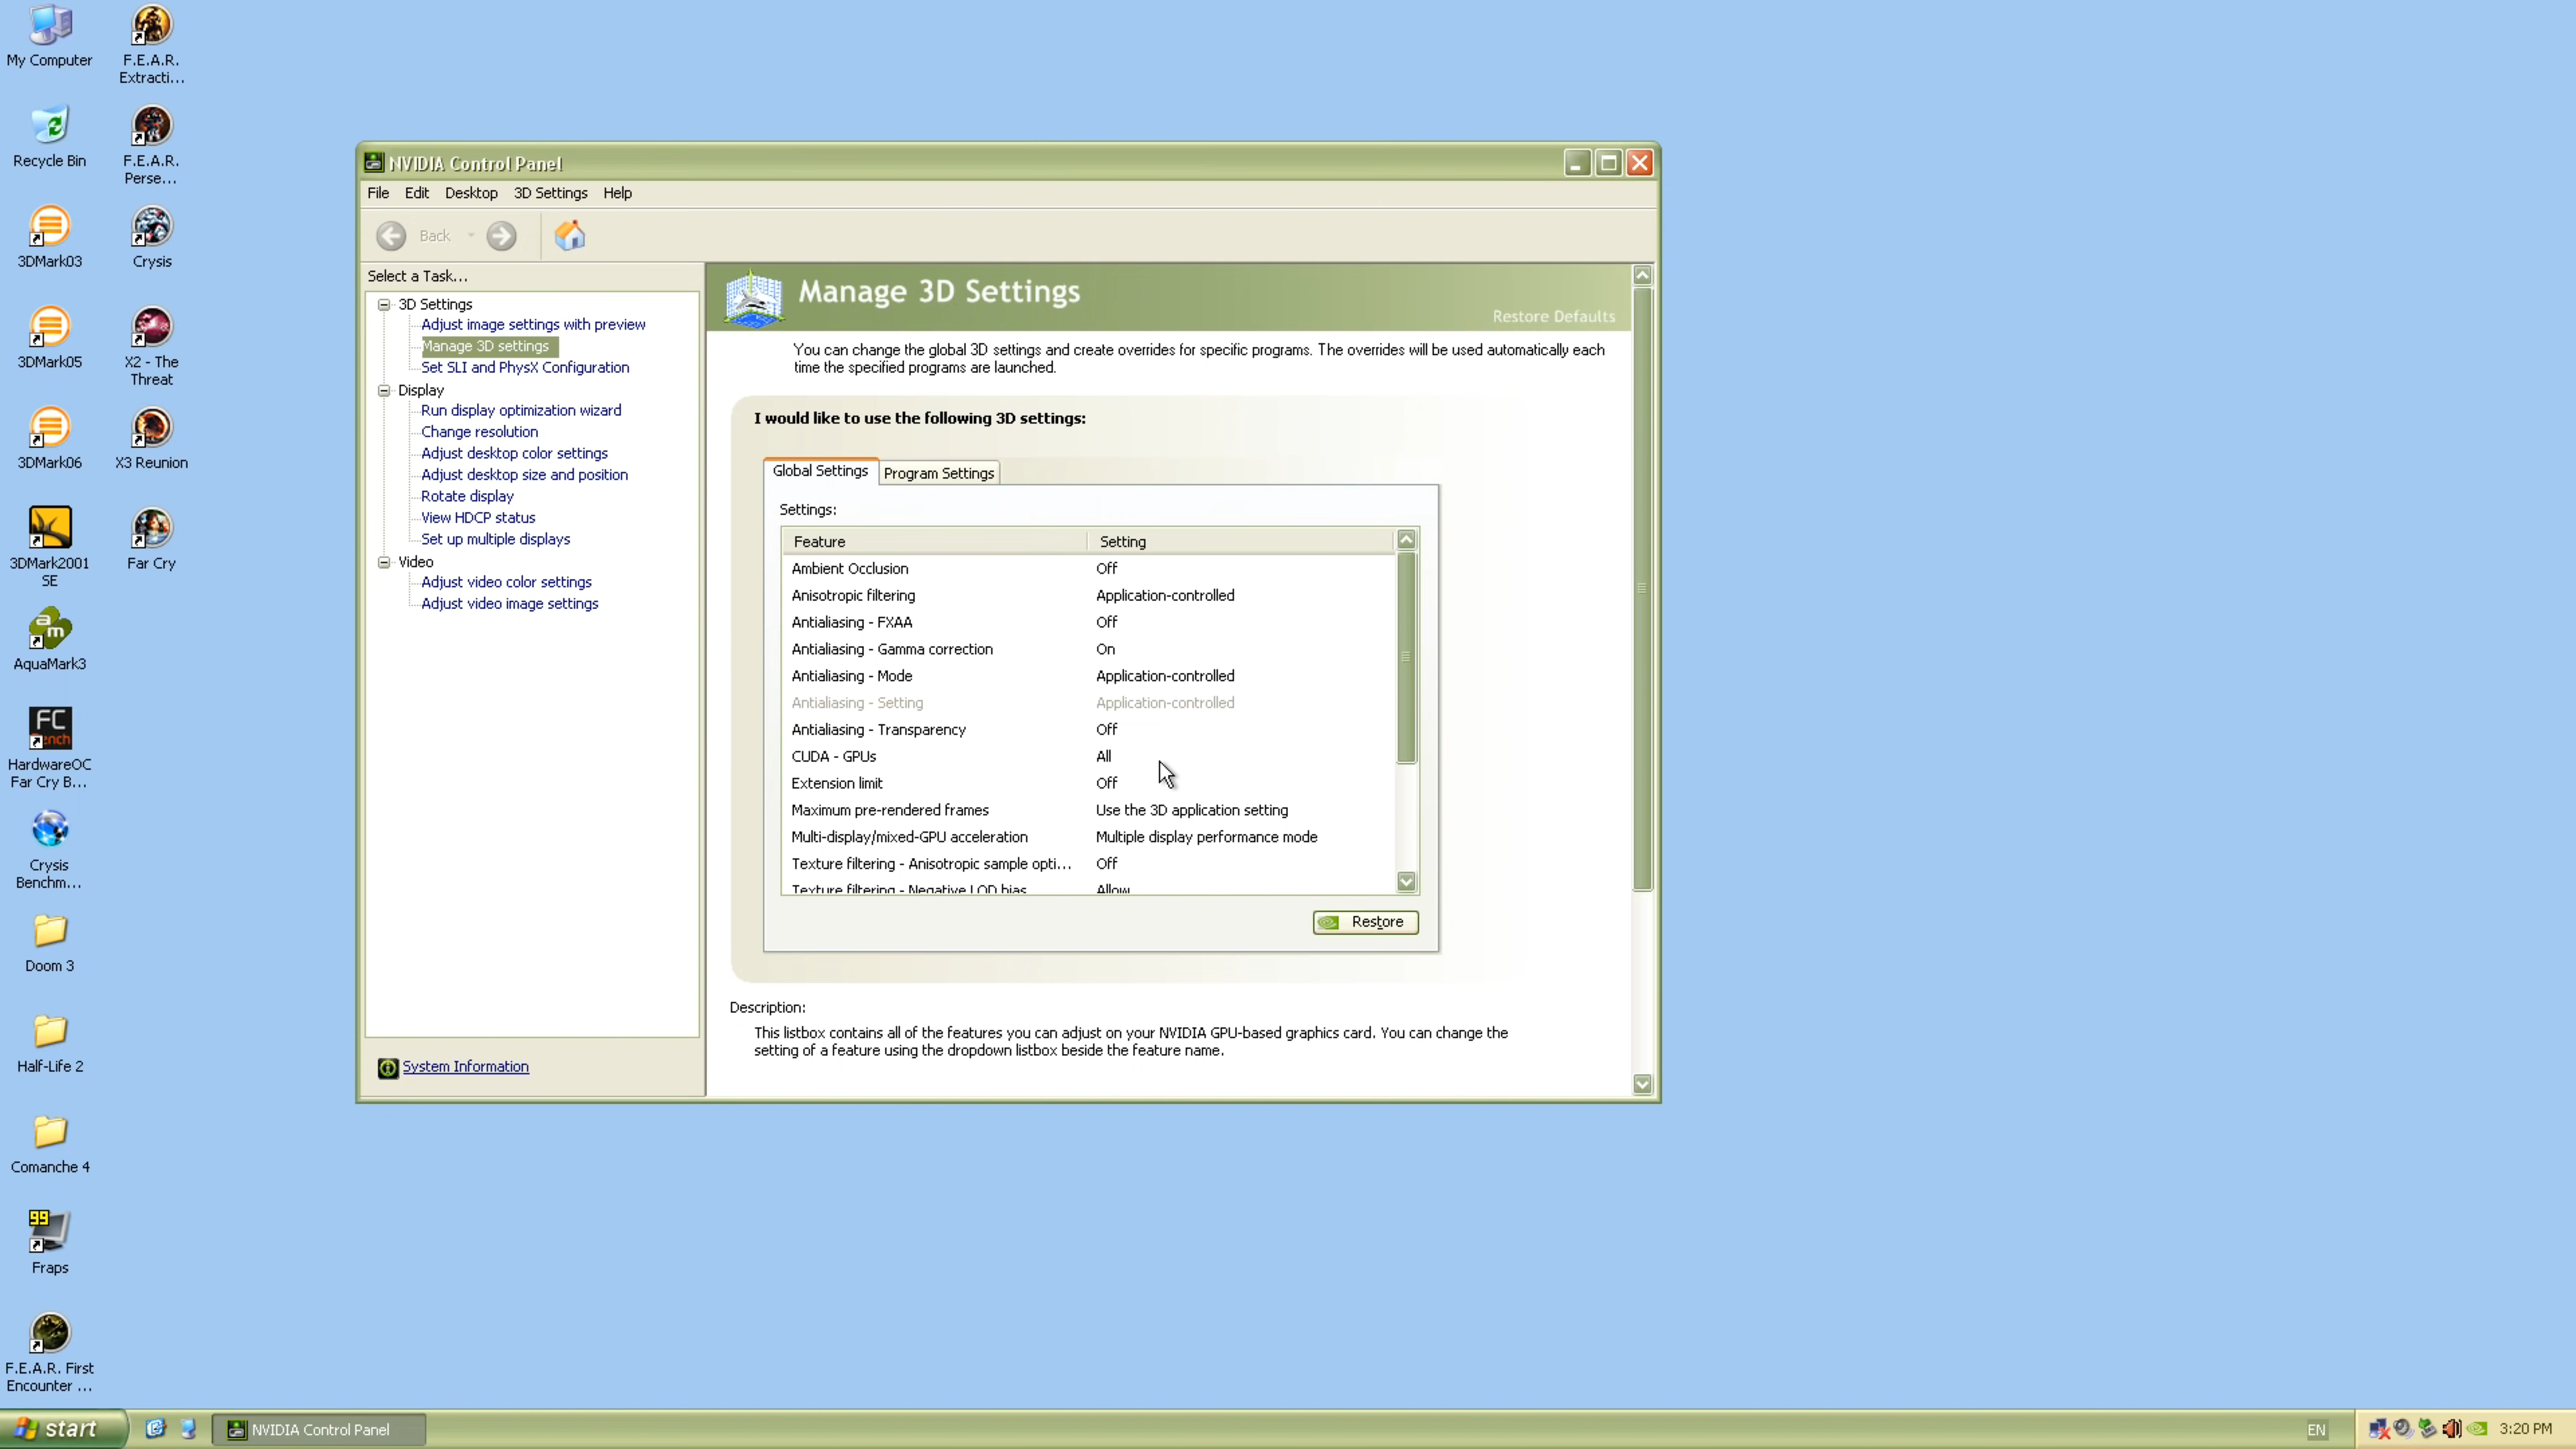 My Computer
F.E.A.R.
Extracti...
Recycle Bin
F.E.A.R.
Perse...
3DMark03
Crysis
3DMark05
X2 - The
Threat
3DMark06
X3 Reunion
3DMark2001
SE
Far Cry
am
AquaMark3
FC
HardwareOC
Far Cry B...
Crysis
Benchm...
Doom 3
Half-Life 2
Comanche 4
99
Fraps
F.E.A.R. First
Encounter ...
NVIDIA Control Panel
File Edit Desktop 3D Settings Help
Back
Select a Task...
3D Settings
Adjust image settings with preview
Manage 3D settings
Set SLI and PhysX Configuration
Display
Run display optimization wizard
Change resolution
Adjust desktop color settings
Adjust desktop size and position
Rotate display
View HDCP status
Set up multiple displays
Video
Adjust video color settings
Adjust video image settings
System Information
Manage 3D Settings
Restore Defaults
You can change the global 3D settings and create overrides for specific programs. The overrides will be used automatically each
time the specified programs are launched.
I would like to use the following 3D settings:
Global Settings Program Settings
Settings:
Feature Setting
Ambient Occlusion Off
Anisotropic filtering Application-controlled
Antialiasing - FXAA Off
Antialiasing - Gamma correction On
Antialiasing - Mode Application-controlled
Antialiasing - Setting Application-controlled
Antialiasing - Transparency Off
CUDA - GPUs All
Extension limit Off
Maximum pre-rendered frames Use the 3D application setting
Multi-display/mixed-GPU acceleration Multiple display performance mode
Texture filtering - Anisotropic sample opti... Off
Texture filtering - Negative LOD bias Allow
Restore
Description:
This listbox contains all of the features you can adjust on your NVIDIA GPU-based graphics card. You can change the
setting of a feature using the dropdown listbox beside the feature name.
start
NVIDIA Control Panel
EN
3:20 PM